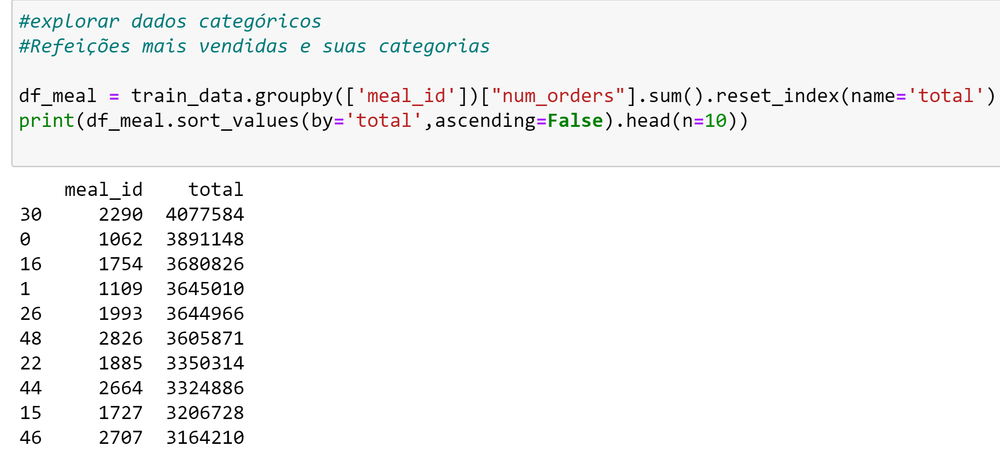 #explorar dados categóricos
#Refeições mais vendidas e suas categorias
df_meal = train_data.groupby(['meal_id'])["num_orders"].sum().reset_index(name='total')
print(df_meal.sort_values(by='total',ascending=False).head(n=10))
meal_id total
30 2290 4077584
0 1062 3891148
16 1754 3680826
1 1109 3645010
26 1993 3644966
48 2826 3605871
22 1885 3350314
44 2664 3324886
15 1727 3206728
46 2707 3164210